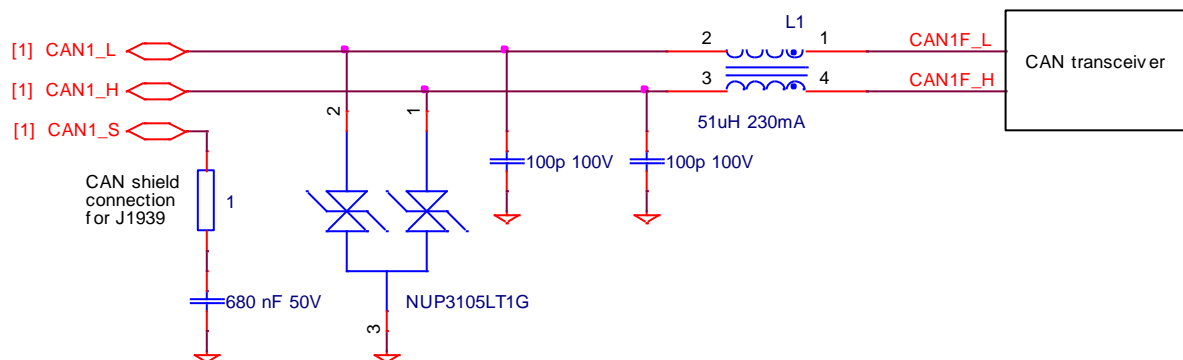 L1
[1] CAN1_L
2
1
CAN1F_L
CAN transceiver
[1] CAN1_H
3
4
CAN1F_H
[1] CAN1_S
2
1
51uH 230mA
CAN shield
connection
for J1939
1
100p 100V
100p 100V
680 nF 50V
NUP3105LT1G
3